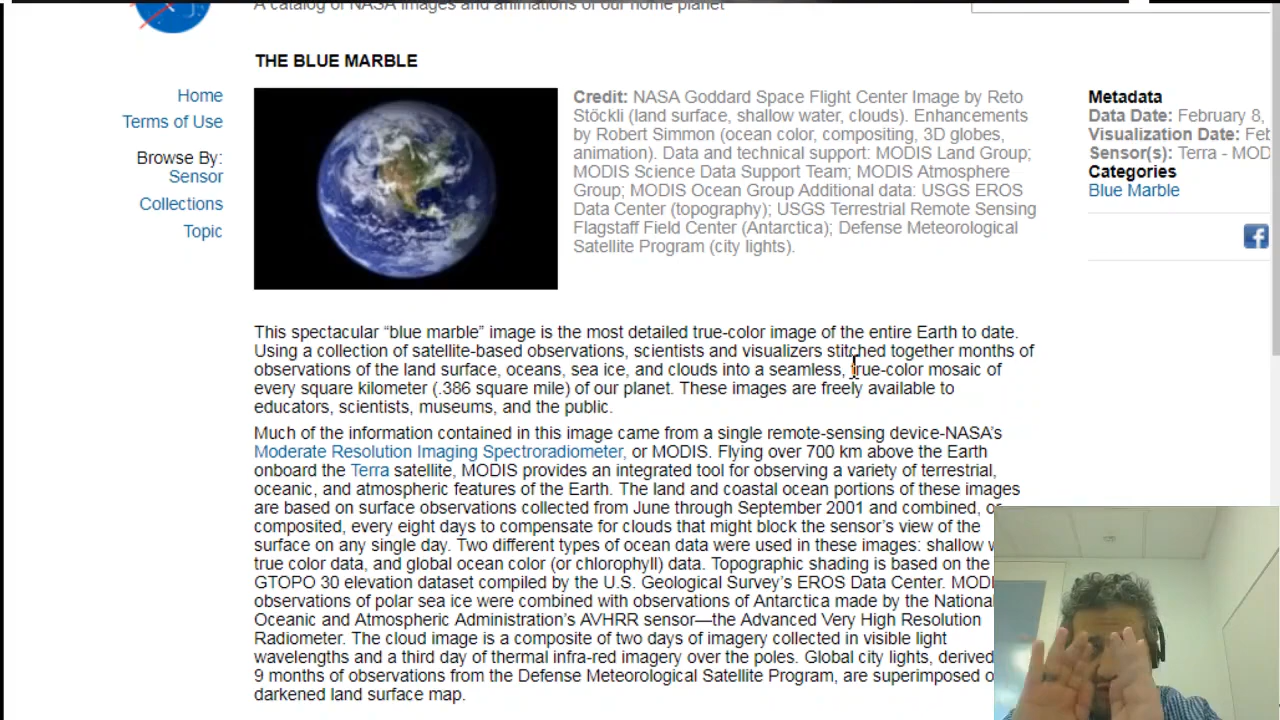 A catalog of NASA images and animations of our home planet
THE BLUE MARBLE
Home
Terms of Use
Browse By:
Sensor
Collections
Topic
Credit: NASA Goddard Space Flight Center Image by Reto
Stöckli (land surface, shallow water, clouds). Enhancements
by Robert Simmon (ocean color, compositing, 3D globes,
animation). Data and technical support: MODIS Land Group;
MODIS Science Data Support Team; MODIS Atmosphere
Group; MODIS Ocean Group Additional data: USGS EROS
Data Center (topography); USGS Terrestrial Remote Sensing
Flagstaff Field Center (Antarctica); Defense Meteorological
Satellite Program (city lights).
Metadata
Data Date: February 8,
Visualization Date: Feb
Sensor(s): Terra - MOD
Categories
Blue Marble
This spectacular “blue marble” image is the most detailed true-color image of the entire Earth to date.
Using a collection of satellite-based observations, scientists and visualizers stitched together months of
observations of the land surface, oceans, sea ice, and clouds into a seamless, true-color mosaic of
every square kilometer (.386 square mile) of our planet. These images are freely available to
educators, scientists, museums, and the public.
Much of the information contained in this image came from a single remote-sensing device-NASA’s
Moderate Resolution Imaging Spectroradiometer, or MODIS. Flying over 700 km above the Earth
onboard the Terra satellite, MODIS provides an integrated tool for observing a variety of terrestrial,
oceanic, and atmospheric features of the Earth. The land and coastal ocean portions of these images
are based on surface observations collected from June through September 2001 and combined, or
composited, every eight days to compensate for clouds that might block the sensor’s view of the
surface on any single day. Two different types of ocean data were used in these images: shallow
true color data, and global ocean color (or chlorophyll) data. Topographic shading is based on the
GTOPO 30 elevation dataset compiled by the U.S. Geological Survey’s EROS Data Center. MODI
observations of polar sea ice were combined with observations of Antarctica made by the National
Oceanic and Atmospheric Administration’s AVHRR sensor—the Advanced Very High Resolution
Radiometer. The cloud image is a composite of two days of imagery collected in visible light
wavelengths and a third day of thermal infra-red imagery over the poles. Global city lights, derived
9 months of observations from the Defense Meteorological Satellite Program, are superimposed
darkened land surface map.